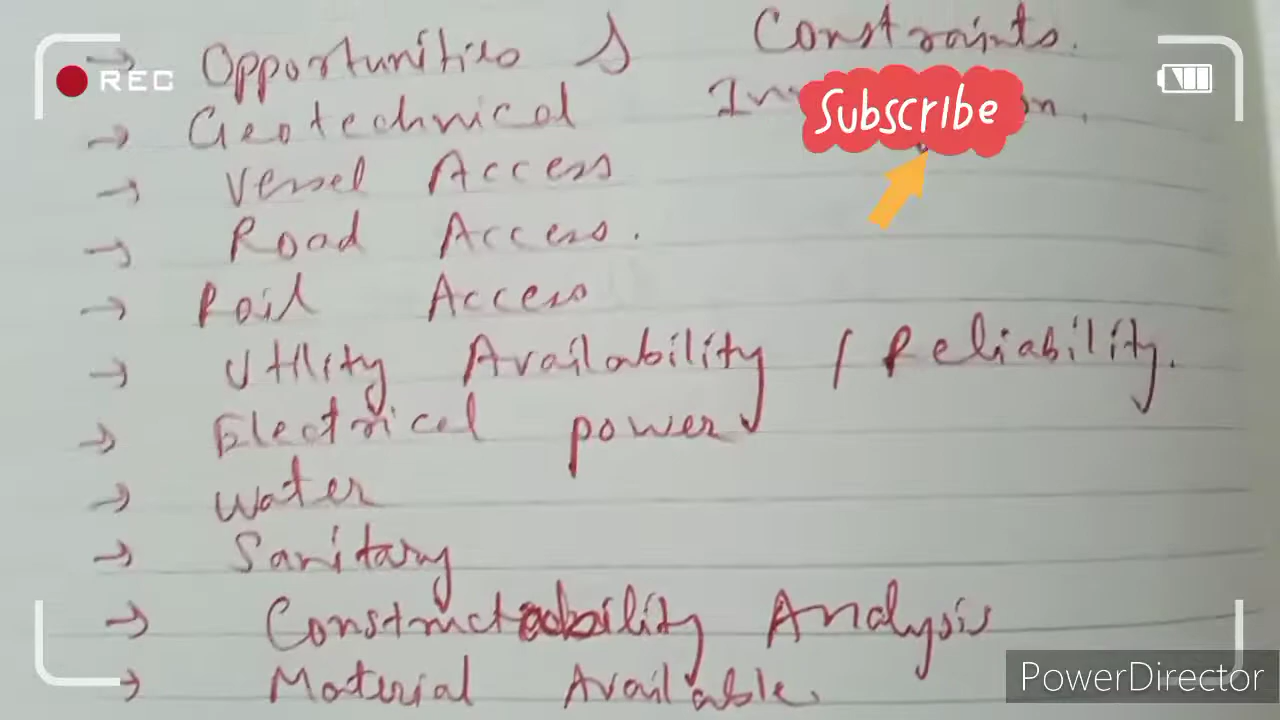 → Opportunities & Constraints.
REC
→ Geotechnical
Subscribe
→ Vessel Access
→ Road Access.
→ Rail Access
→ Utility Availability / Reliability.
→ Electrical power
→ Water
→ Sanitary
→ Constructability Analysis
→ Material Available.
PowerDirector